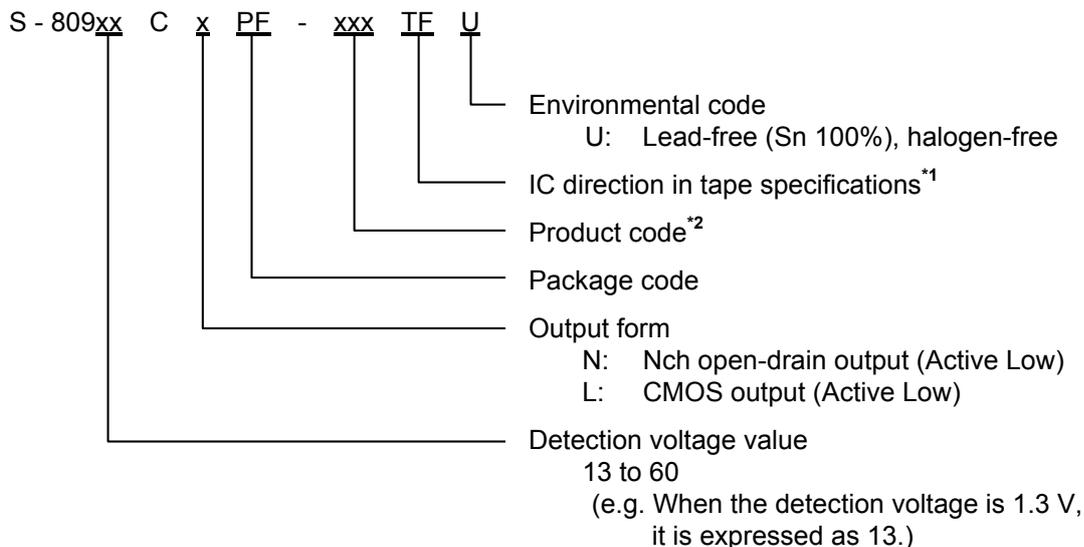 S - 809xx C x PF - xxx TF U
Environmental code
U: Lead-free (Sn 100%), halogen-free
IC direction in tape specifications*1
Product code*2
Package code
Output form
N: Nch open-drain output (Active Low)
L: CMOS output (Active Low)
Detection voltage value
13 to 60
(e.g. When the detection voltage is 1.3 V,
it is expressed as 13.)